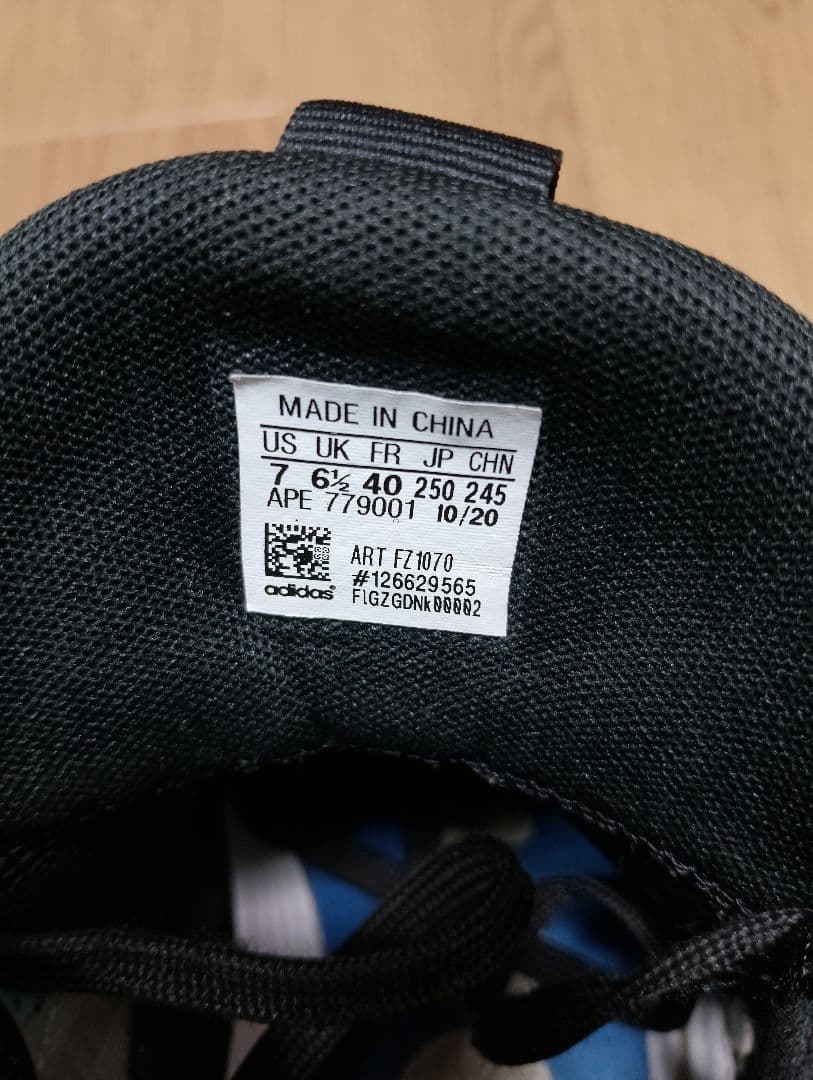 MADE IN CHINA
US UK FR JP CHN
7 6½ 40 250 245
APE 779001 10/20
ART FZ1070
#126629565
adidas